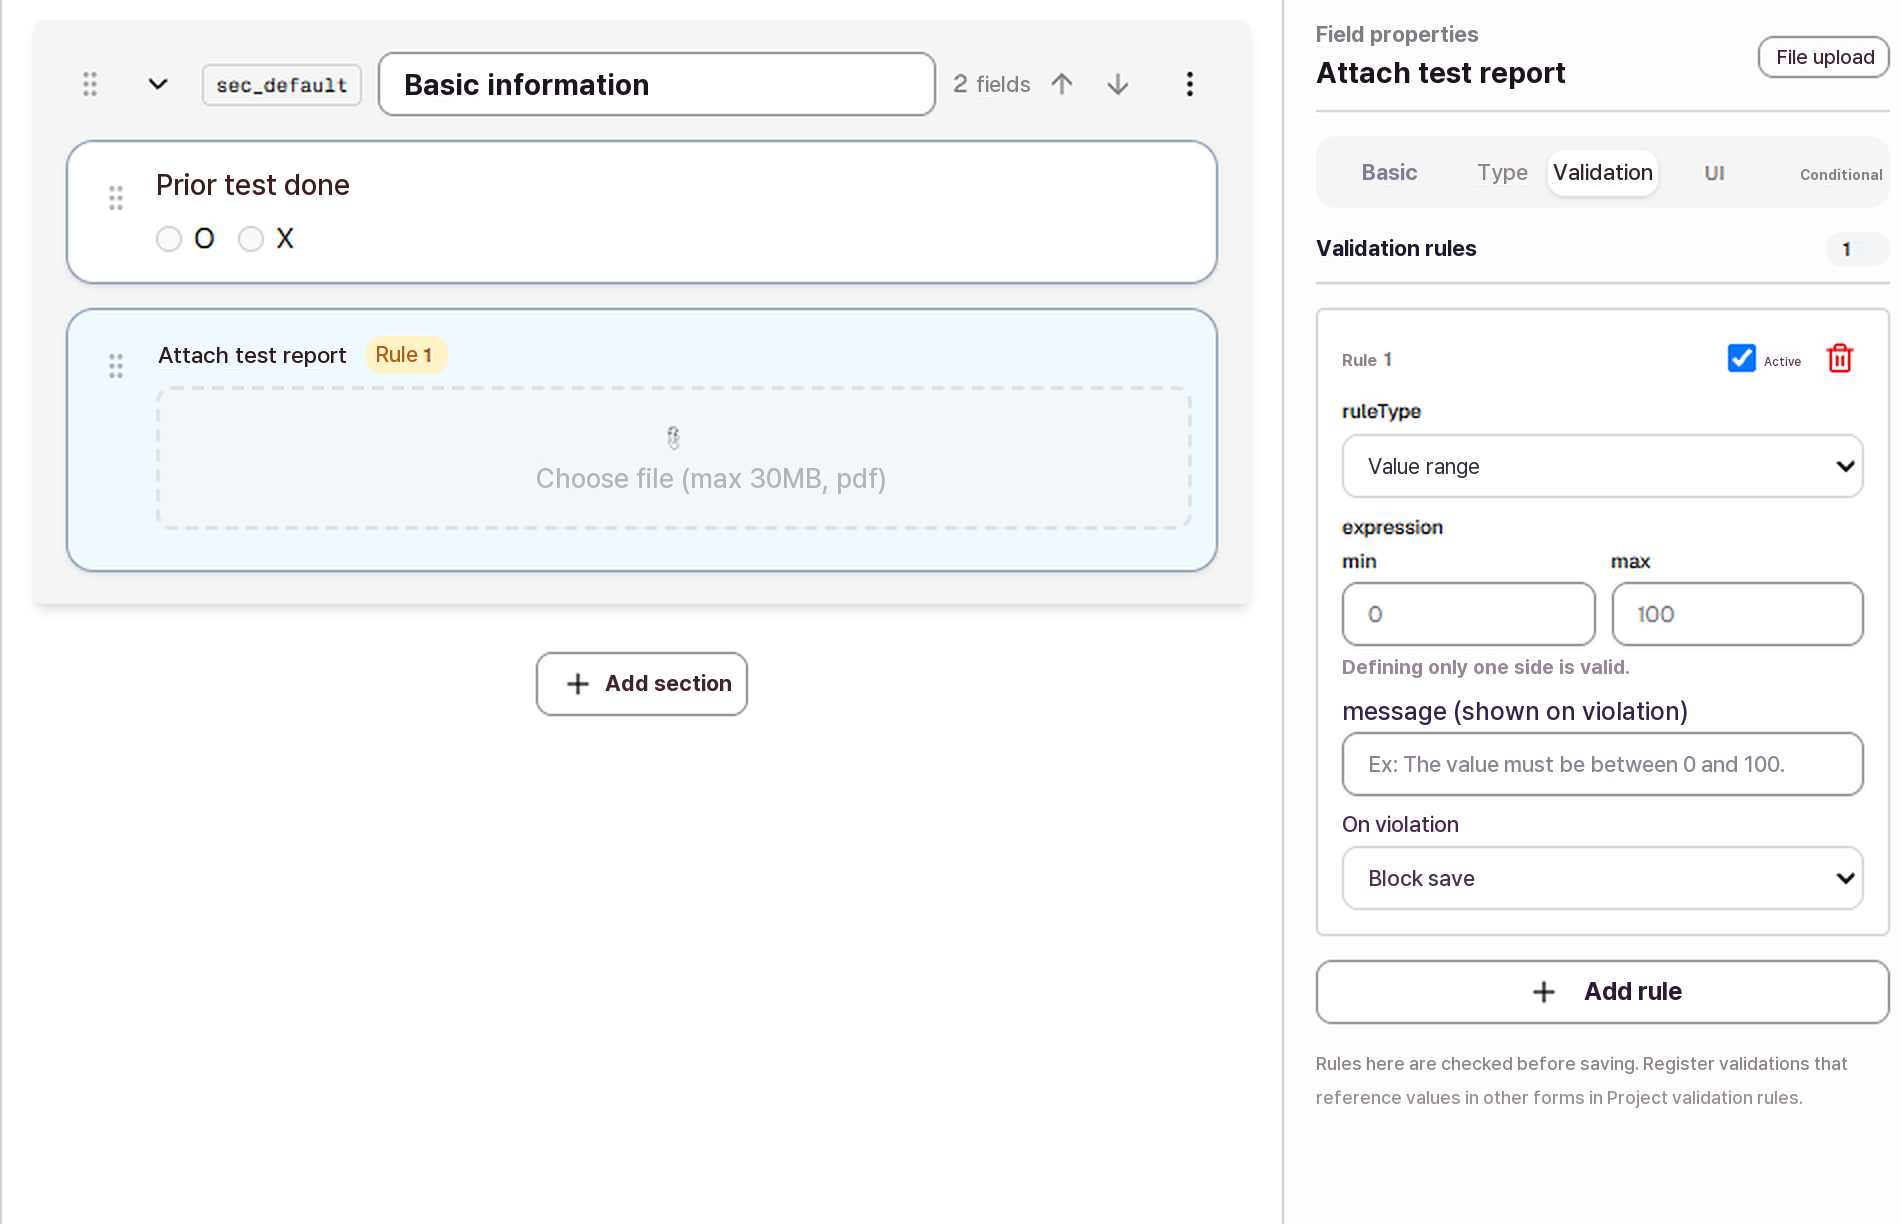 sec_default
Basic information
2 fields
Prior test done
O X
Attach test report Rule 1
Choose file (max 30MB, pdf)
Add section
Field properties
Attach test report
File upload
Basic Type Validation UI Conditional
Validation rules 1
Rule 1 Active
ruleType
Value range
expression
min max
0 100
Defining only one side is valid.
message (shown on violation)
Ex: The value must be between 0 and 100.
On violation
Block save
Add rule
Rules here are checked before saving. Register validations that
reference values in other forms in Project validation rules.